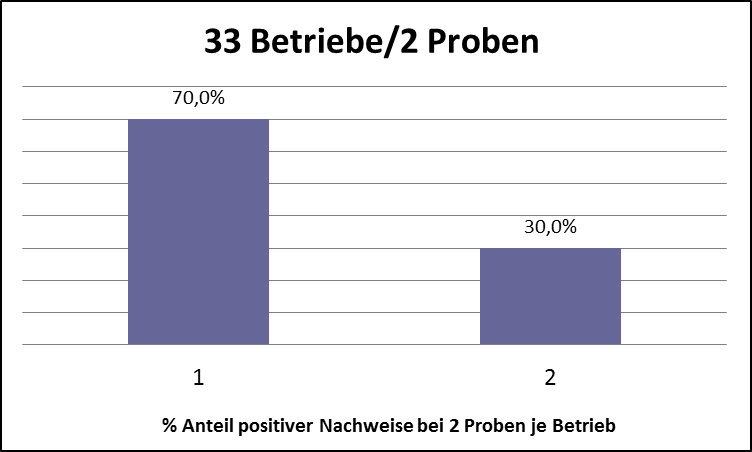 33 Betriebe/2 Proben
70,0%
30,0%
1 2
% Anteil positiver Nachweise bei 2 Proben je Betrieb